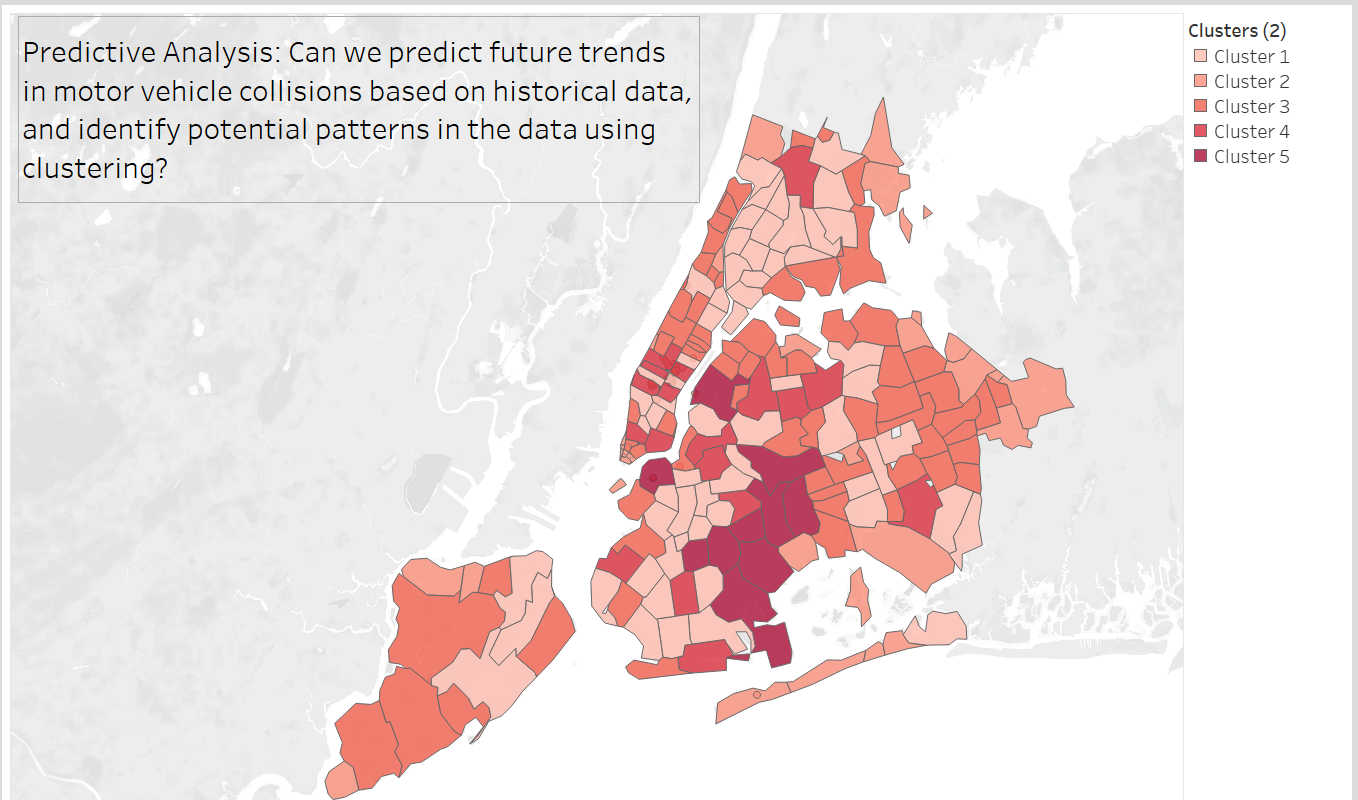 Predictive Analysis: Can we predict future trends
in motor vehicle collisions based on historical data,
and identify potential patterns in the data using
clustering?
Clusters (2)
Cluster 1
Cluster 2
Cluster 3
Cluster 4
Cluster 5